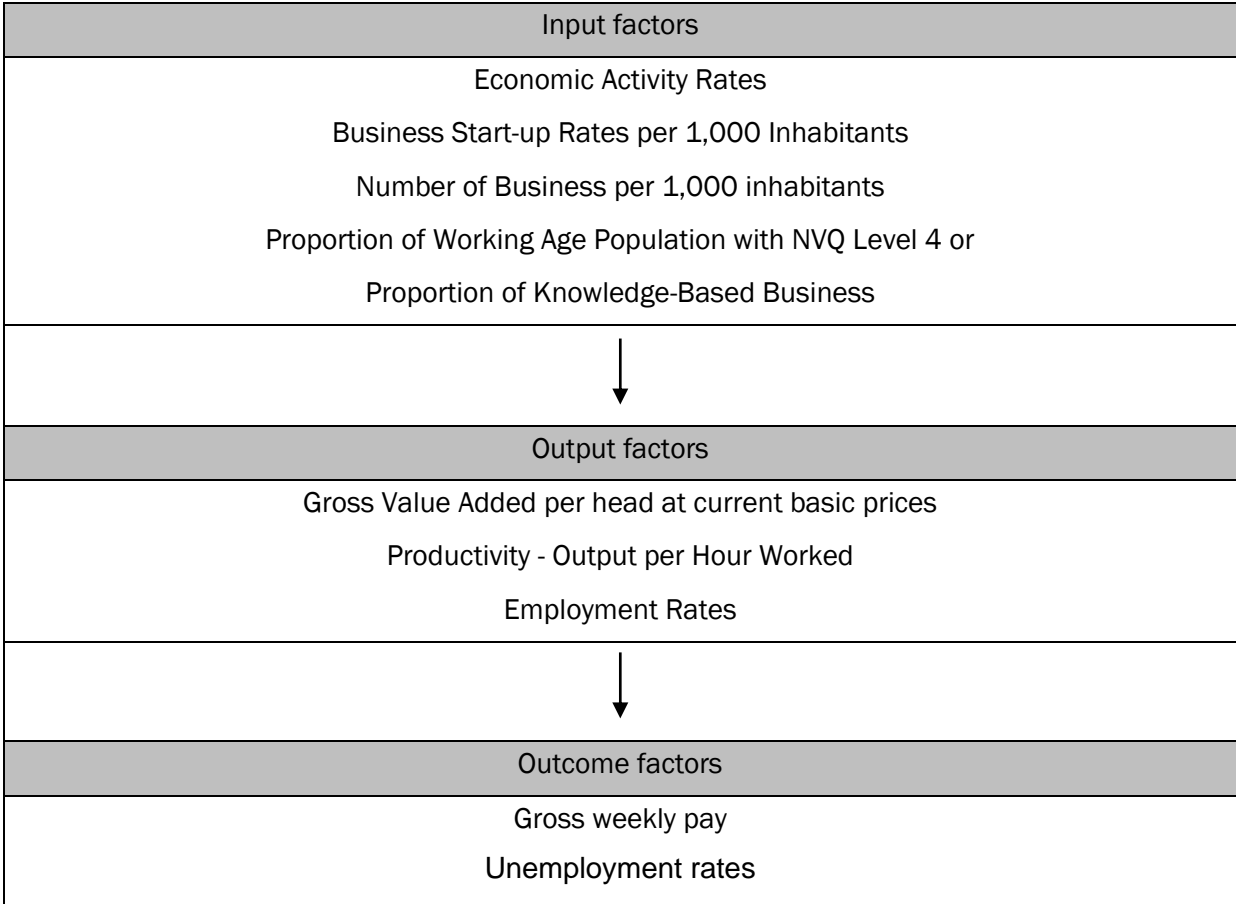 Input factors
Economic Activity Rates
Business Start-up Rates per 1,000 Inhabitants
Number of Business per 1,000 inhabitants
Proportion of Working Age Population with NVQ Level 4 or
Proportion of Knowledge-Based Business
Output factors
Gross Value Added per head at current basic prices
Productivity - Output per Hour Worked
Employment Rates
Outcome factors
Gross weekly pay
Unemployment rates